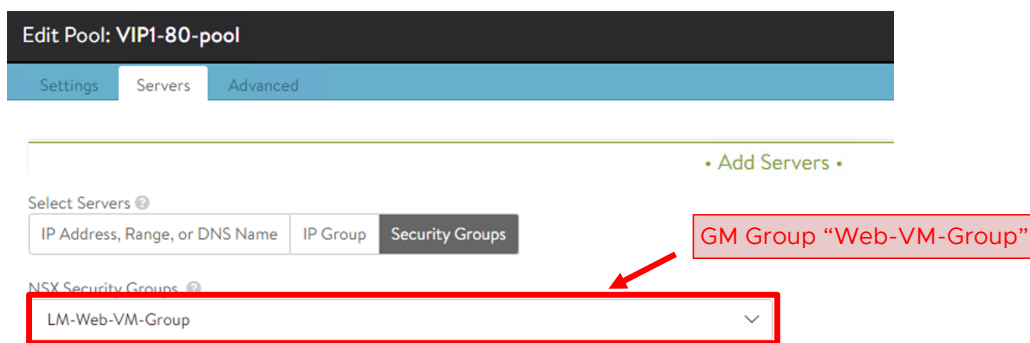 Edit Pool: VIP1-80-pool
Settings Servers Advanced
• Add Servers •
Select Servers
IP Address, Range, or DNS Name IP Group Security Groups
GM Group “Web-VM-Group”
NSX Security Groups
LM-Web-VM-Group